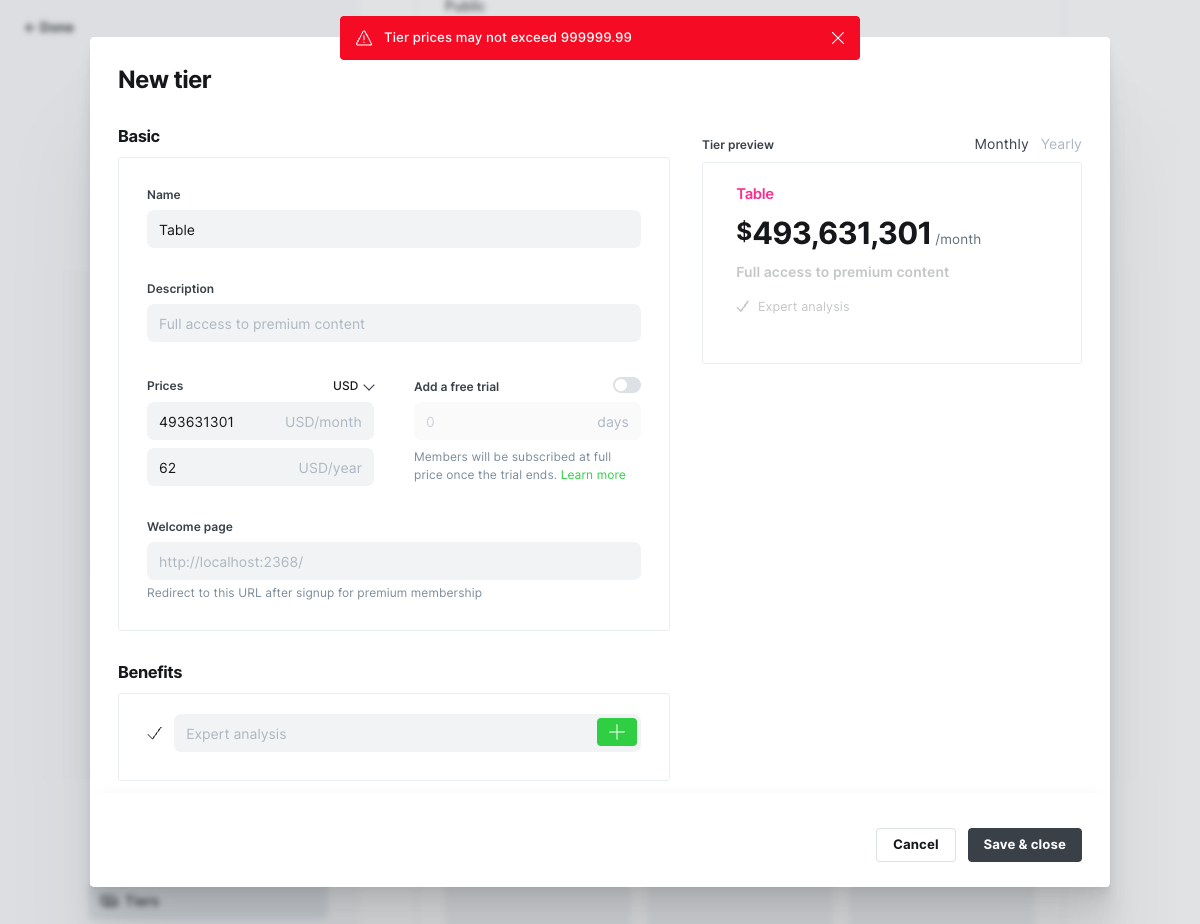 Public
← Done
Tier prices may not exceed 999999.99
New tier
Basic
Name
Table
Description
Full access to premium content
Prices
USD
493631301 USD/month
62 USD/year
Add a free trial
0 days
Members will be subscribed at full
price once the trial ends. Learn more
Welcome page
http://localhost:2368/
Redirect to this URL after signup for premium membership
Benefits
Expert analysis
Tier preview
Monthly Yearly
Table
$493,631,301 /month
Full access to premium content
Expert analysis
Cancel
Save & close
Tiers